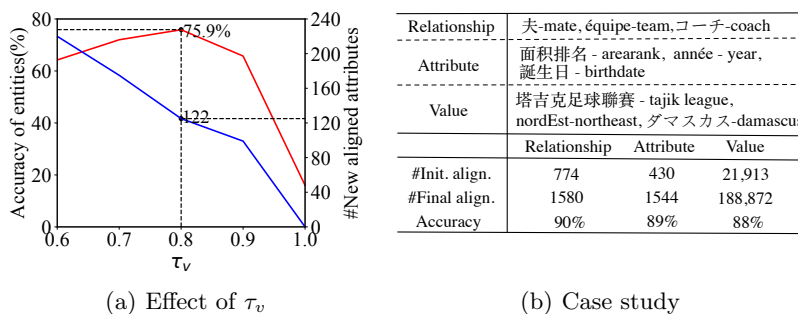 80
60
40
20
0
Accuracy of entities(%)
75.9%
122
240
200
160
120
80
40
0
#New aligned attributes
0.6 0.7 0.8 0.9 1.0
τv
(a) Effect of τv
Relationship 夫-mate, équipe-team,コーチ-coach
Attribute 面积排名 - arearank, année - year,
誕生日 - birthdate
Value 塔吉克足球聯賽 - tajik league,
nordEst-northeast, ダマスカス-damascus
Relationship Attribute Value
#Init. align. 774 430 21,913
#Final align. 1580 1544 188,872
Accuracy 90% 89% 88%
(b) Case study